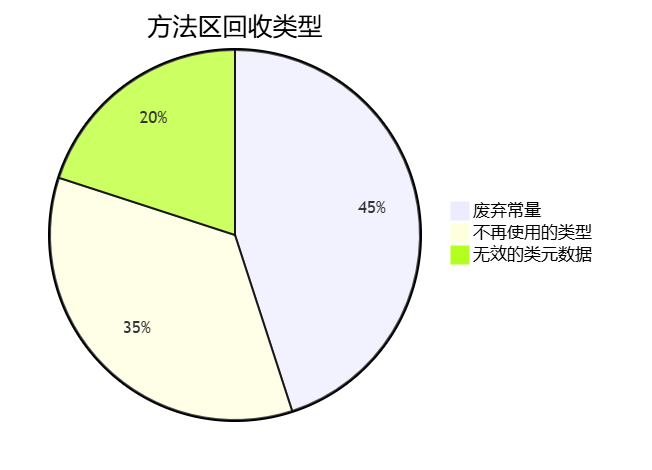 方法区回收类型
20%
45%
35%
废弃常量
不再使用的类型
无效的类元数据